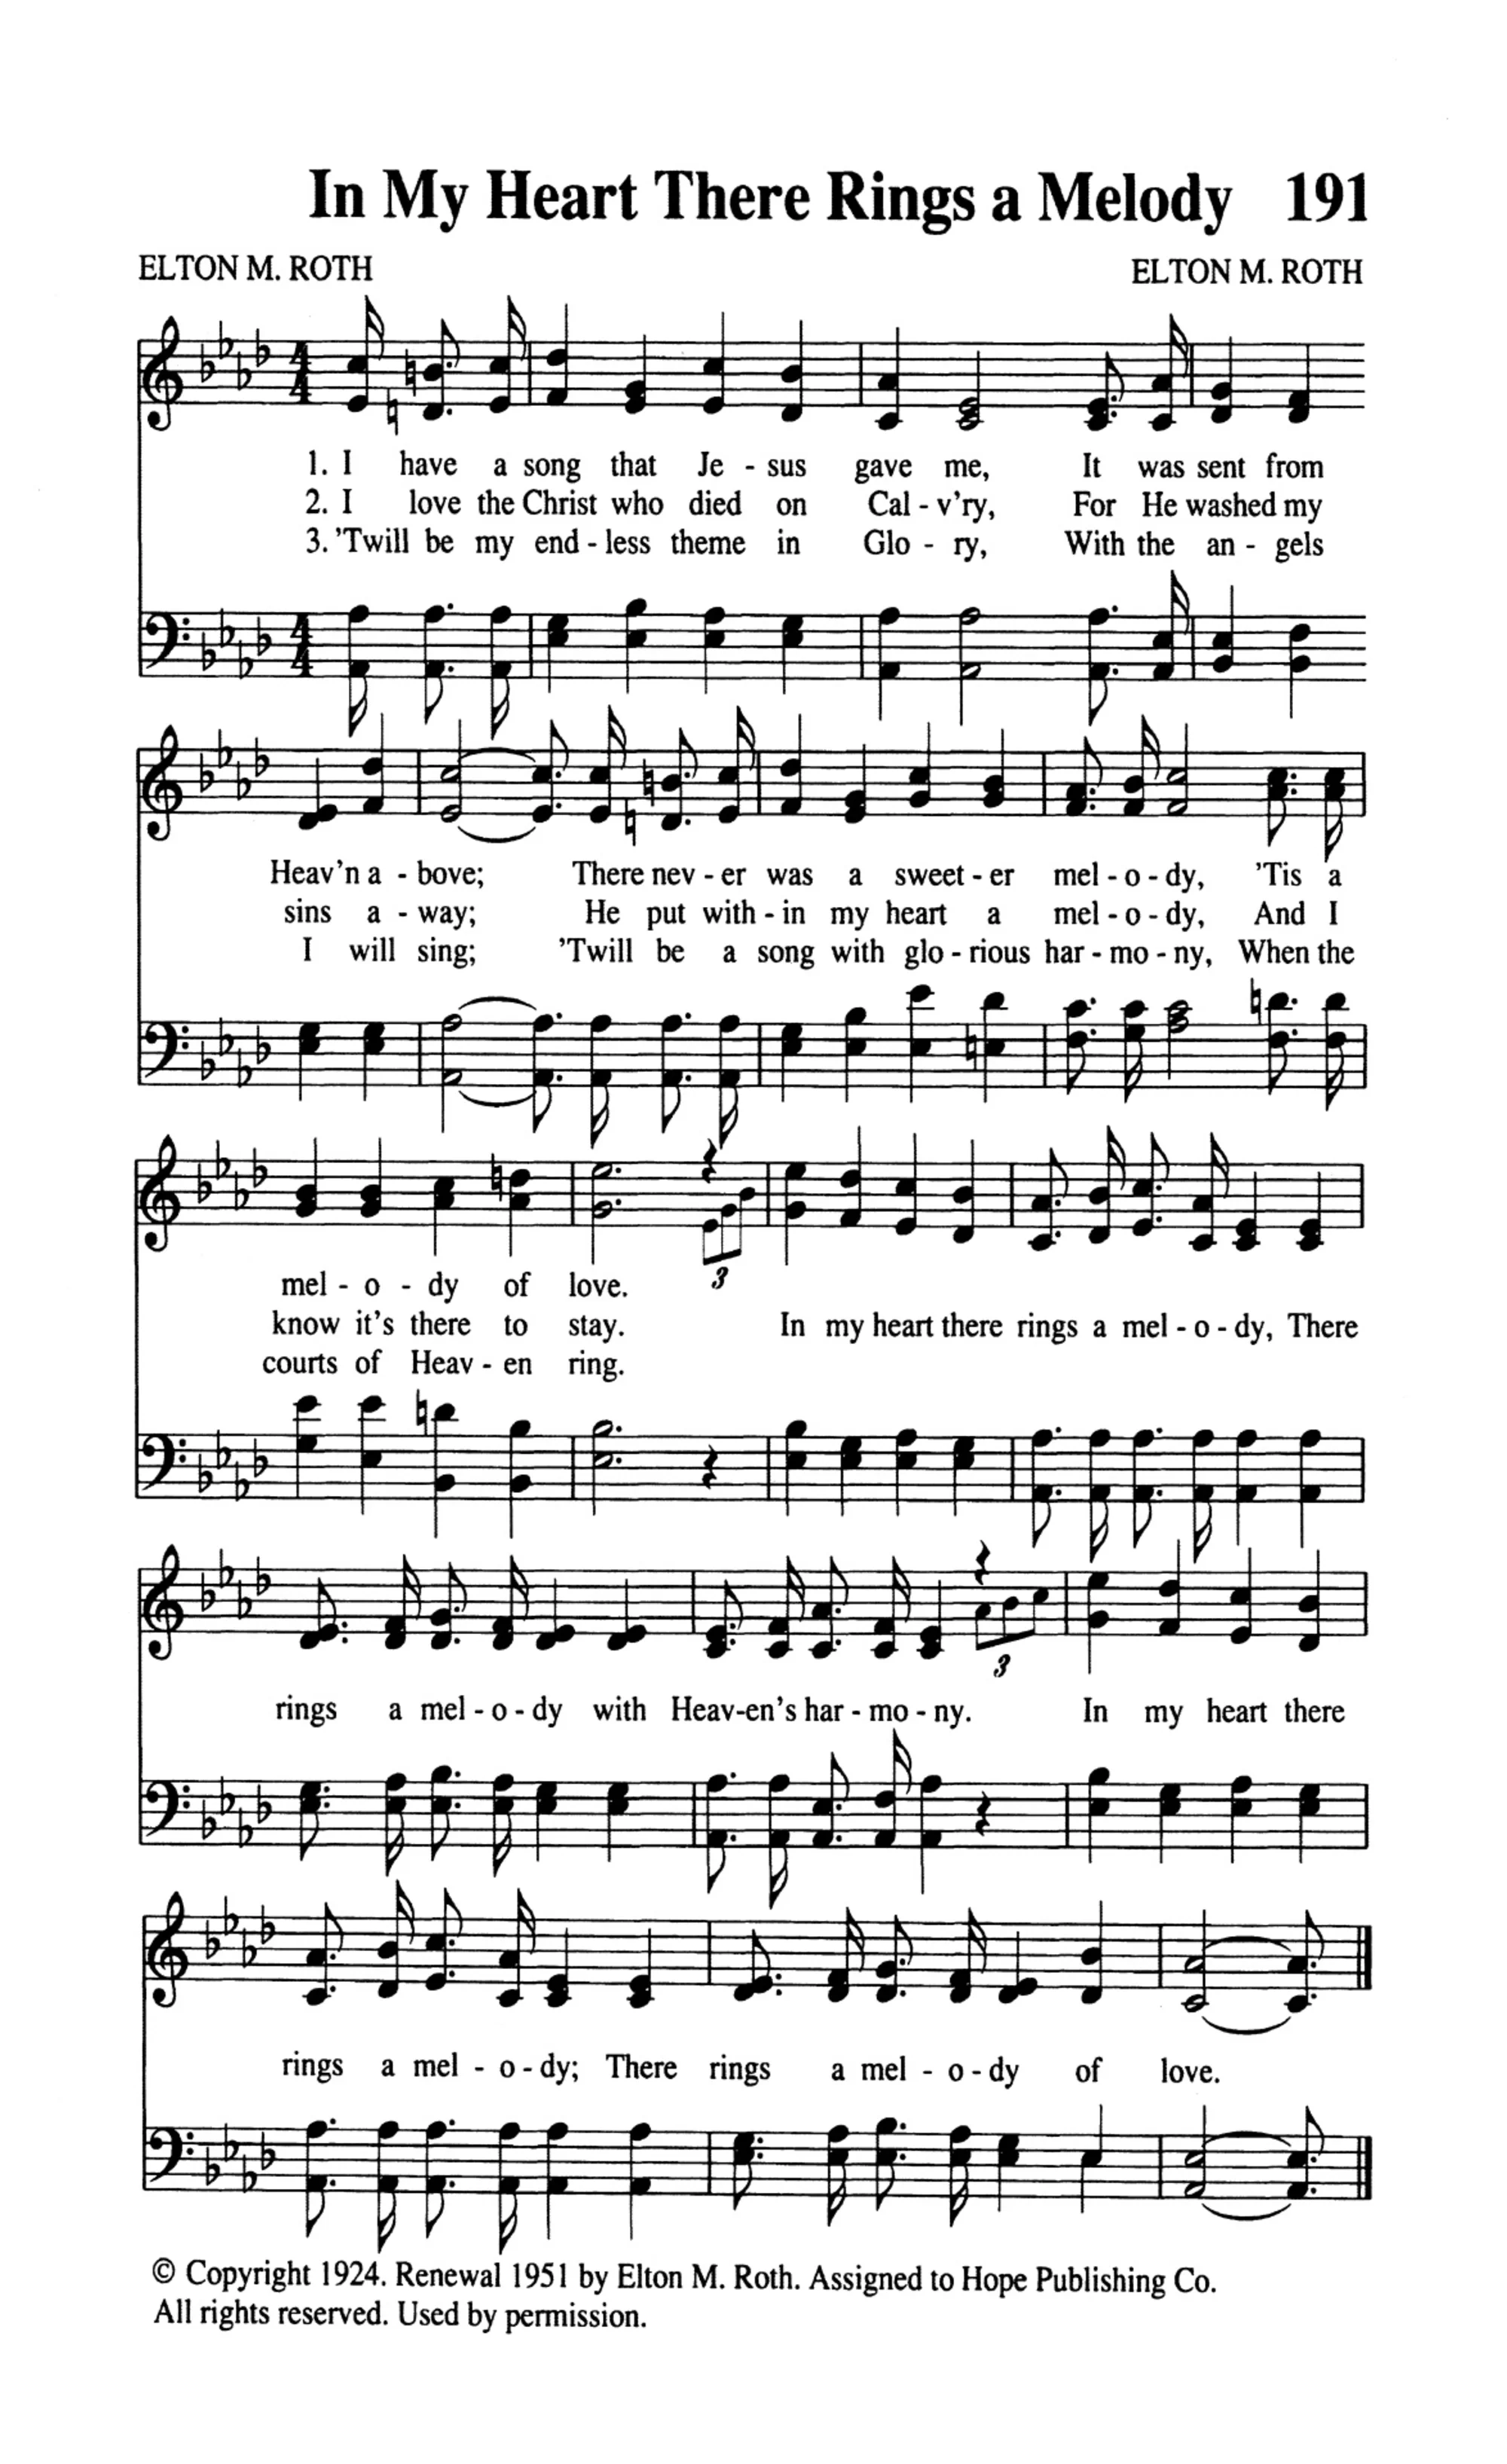 In My Heart There Rings a Melody 191
ELTON M. ROTH ELTON M. ROTH
4
4
1. I have a song that Je - sus gave me, It was sent from
2. I love the Christ who died on Cal - v’ry, For He washed my
3. ’Twill be my end - less theme in Glo - ry, With the an - gels
4
4
Heav’n a - bove; There nev - er was a sweet - er mel - o - dy, ’Tis a
sins a - way; He put with - in my heart a mel - o - dy, And I
I will sing; ’Twill be a song with glo - rious har - mo - ny, When the
3
mel - o - dy of love.
know it’s there to stay. In my heart there rings a mel - o - dy, There
courts of Heav - en ring.
3
rings a mel - o - dy with Heav-en’s har - mo - ny. In my heart there
rings a mel - o - dy; There rings a mel - o - dy of love.
© Copyright 1924. Renewal 1951 by Elton M. Roth. Assigned to Hope Publishing Co.
All rights reserved. Used by permission.